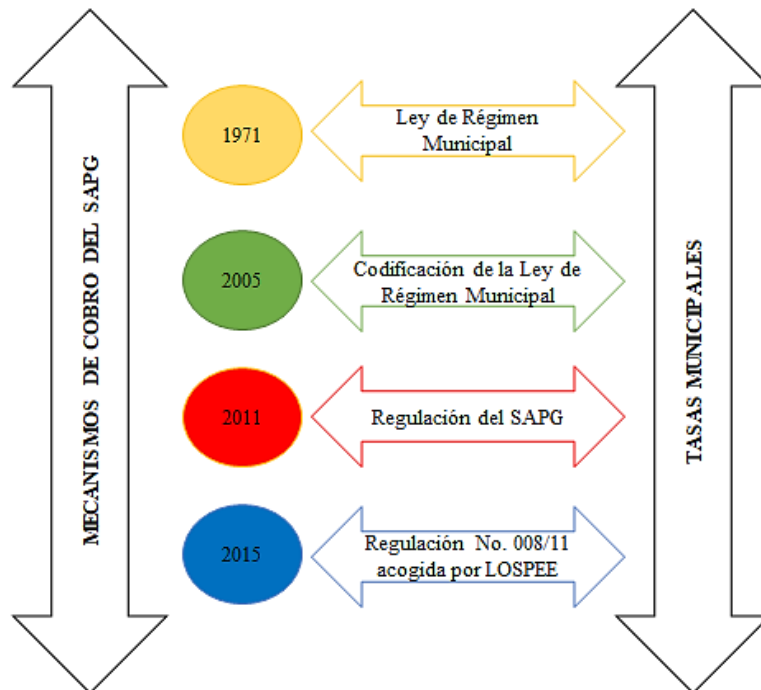 MECANISMOS DE COBRO DEL SAPG
1971
Ley de Régimen
Municipal
2005
Codificación de la Ley de
Régimen Municipal
2011
Regulación del SAPG
2015
Regulación No. 008/11
acogida por LOSPEE
TASAS MUNICIPALES